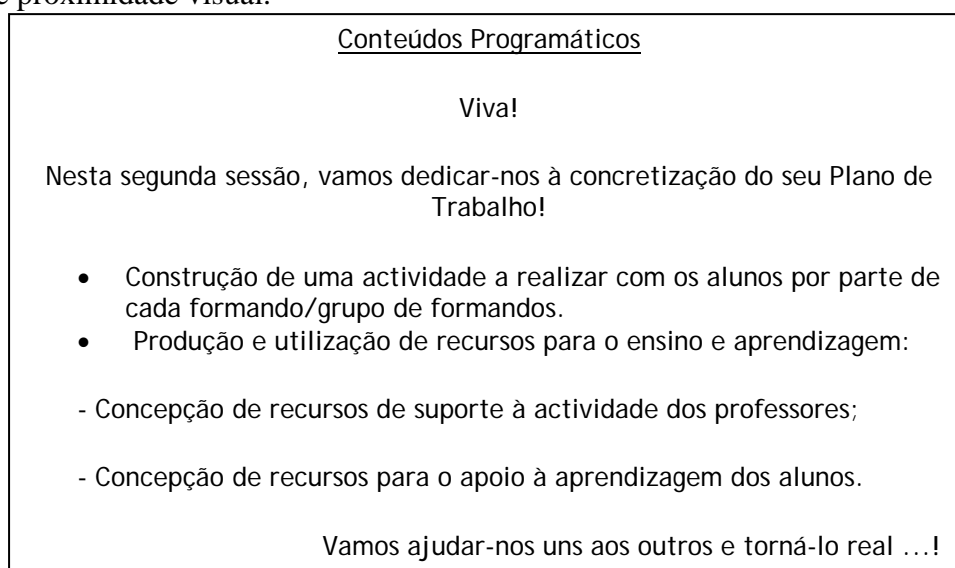 e proximidade visual.
Conteúdos Programáticos
Viva!
Nesta segunda sessão, vamos dedicar-nos à concretização do seu Plano de
Trabalho!
• Construção de uma actividade a realizar com os alunos por parte de
cada formando/grupo de formandos.
• Produção e utilização de recursos para o ensino e aprendizagem:
- Concepção de recursos de suporte à actividade dos professores;
- Concepção de recursos para o apoio à aprendizagem dos alunos.
Vamos ajudar-nos uns aos outros e torná-lo real ...!